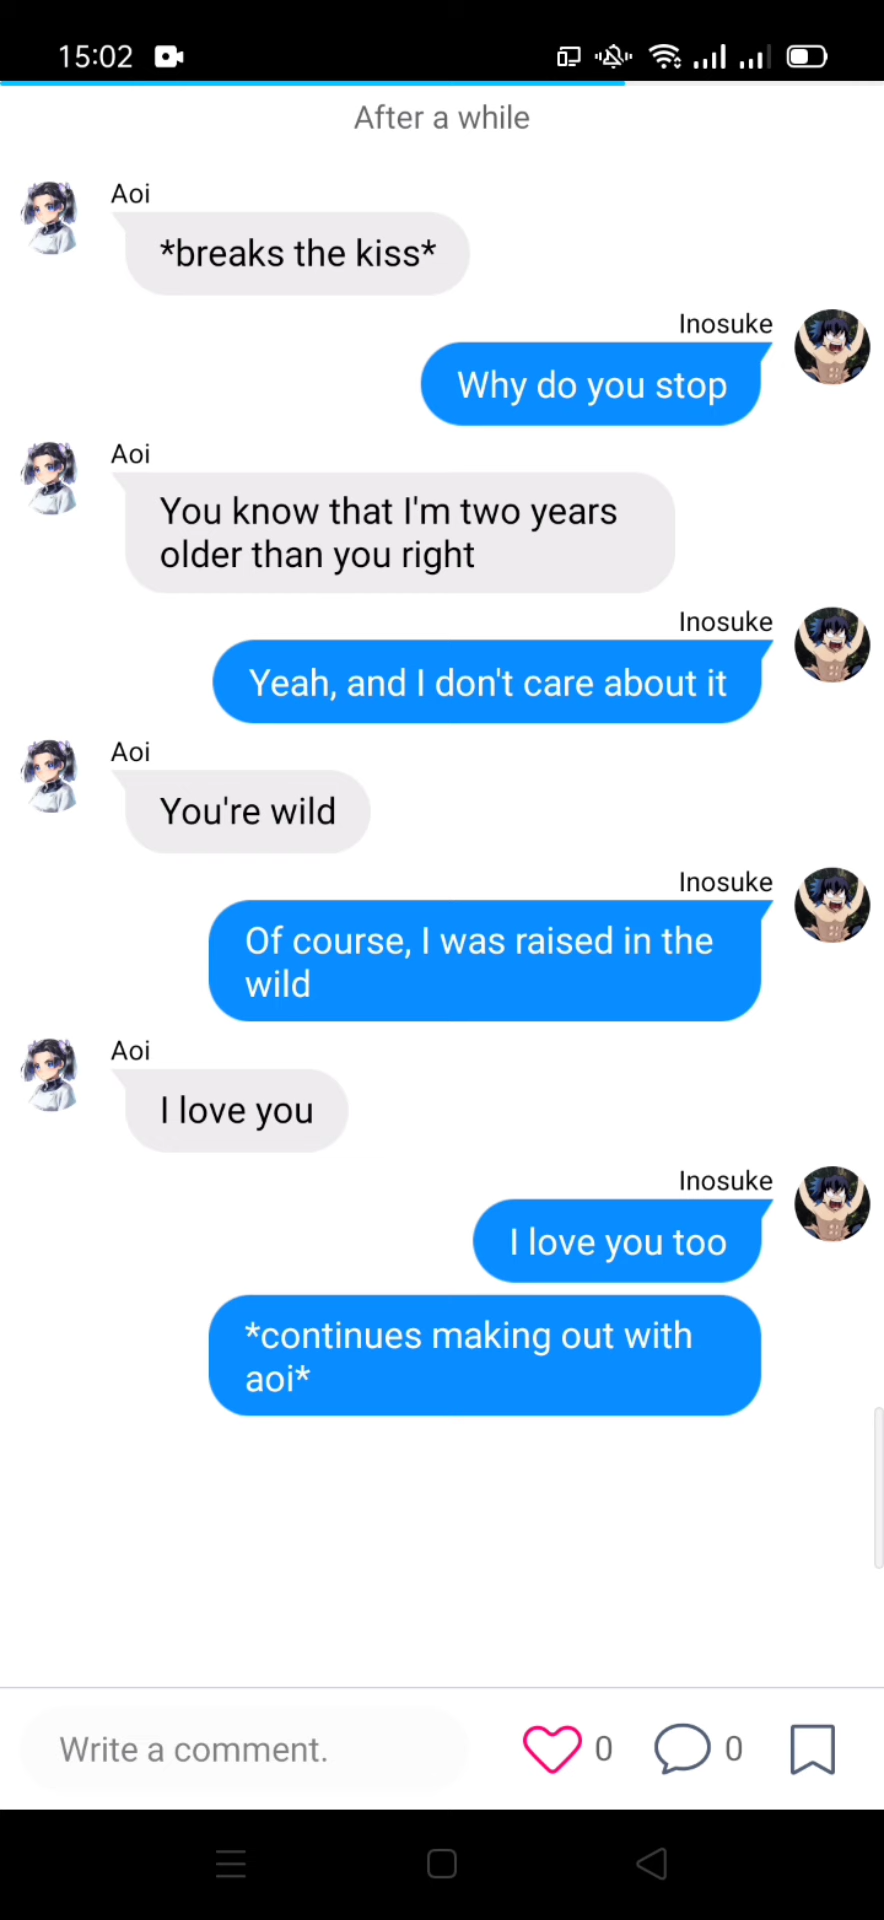 15:02
After a while
Aoi
*breaks the kiss*
Inosuke
Why do you stop
Aoi
You know that I'm two years
older than you right
Inosuke
Yeah, and I don't care about it
Aoi
You're wild
Inosuke
Of course, I was raised in the
wild
Aoi
I love you
Inosuke
I love you too
*continues making out with
aoi*
Write a comment.
0
0